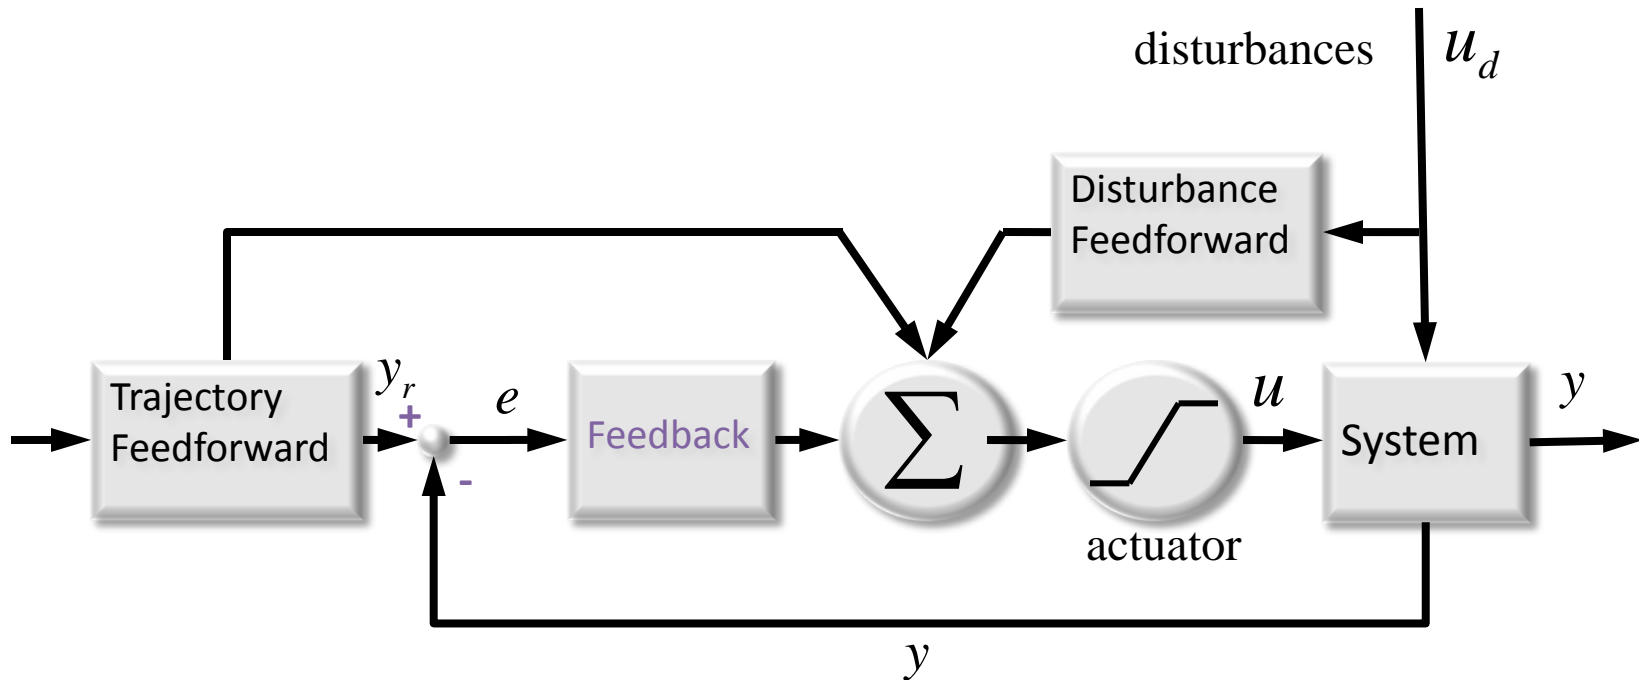 disturbances
u_d
Disturbance
Feedforward
Trajectory
Feedforward
y_r
+
-
e
Feedback
∑
actuator
u
System
y
y